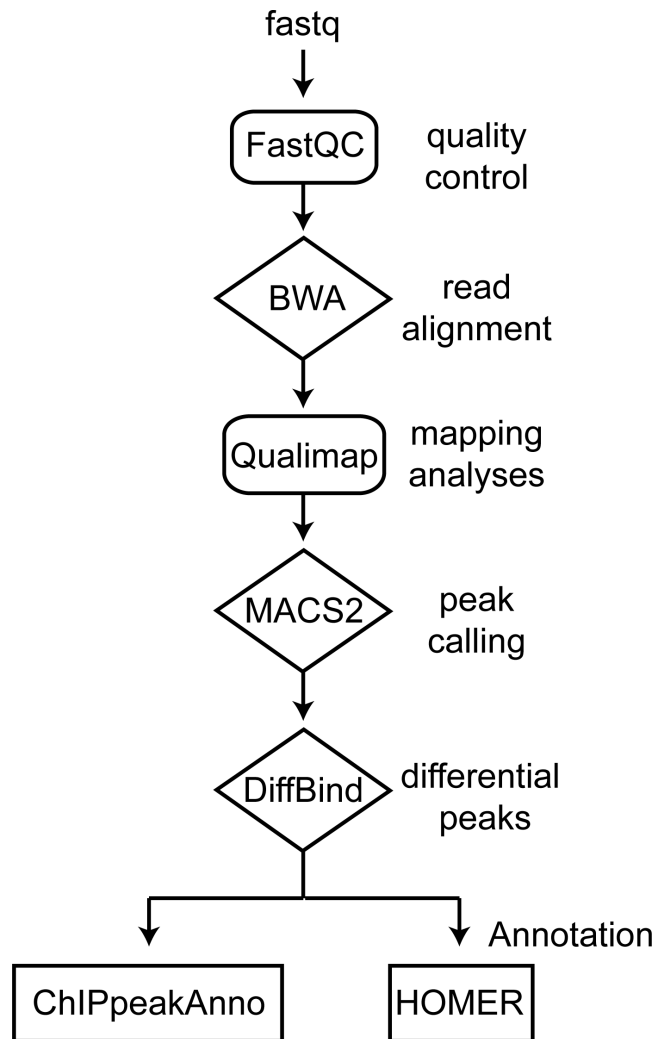 fastq
FastQC
quality
control
BWA
read
alignment
Qualimap
mapping
analyses
MACS2
peak
calling
DiffBind
differential
peaks
Annotation
ChIPpeakAnno
HOMER